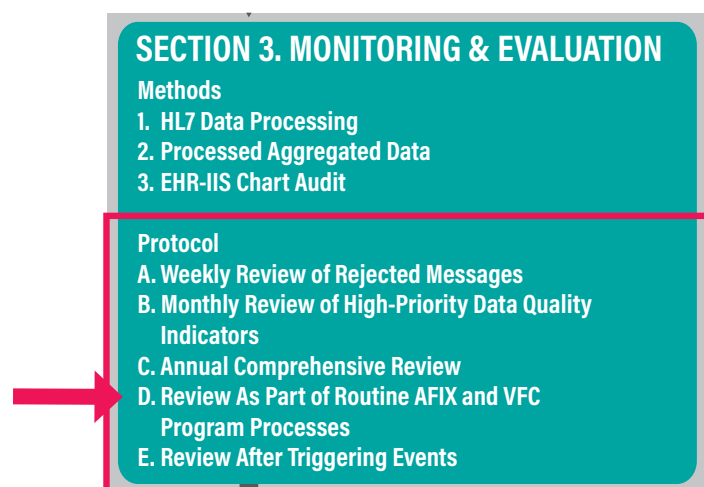 SECTION 3. MONITORING & EVALUATION
Methods
1. HL7 Data Processing
2. Processed Aggregated Data
3. EHR-IIS Chart Audit
Protocol
A. Weekly Review of Rejected Messages
B. Monthly Review of High-Priority Data Quality
Indicators
C. Annual Comprehensive Review
D. Review As Part of Routine AFIX and VFC
Program Processes
E. Review After Triggering Events